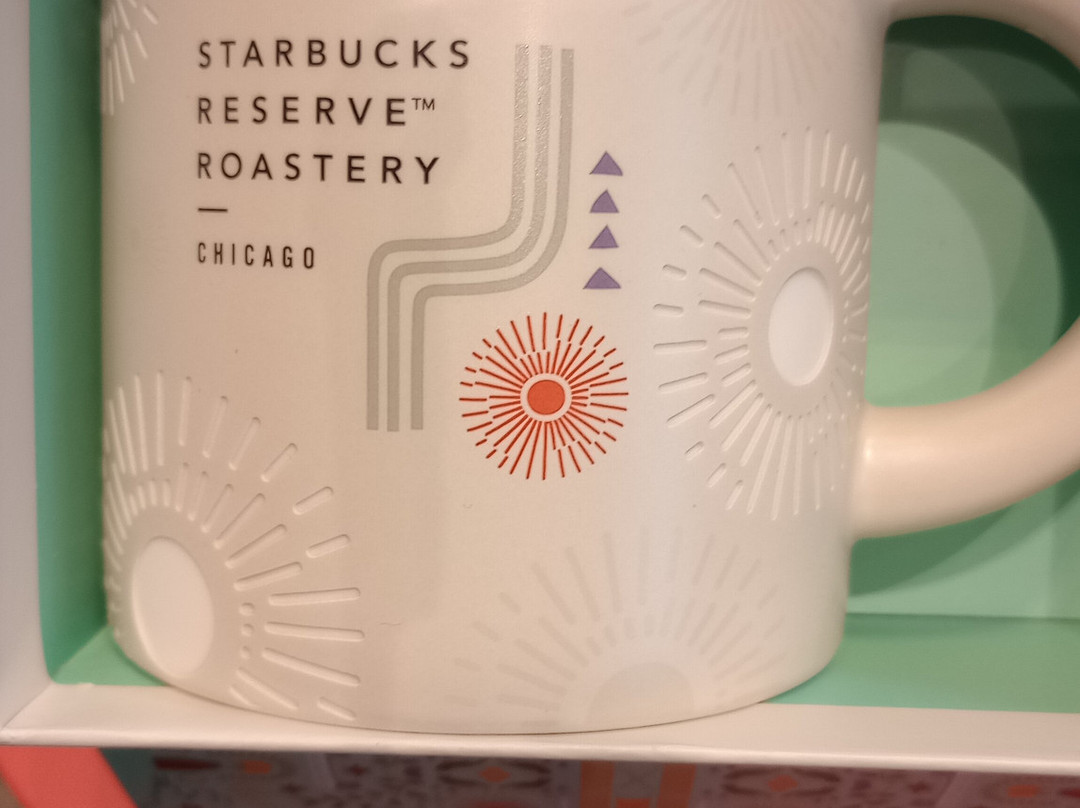 STARBUCKS
RESERVE™
ROASTERY
—
CHICAGO